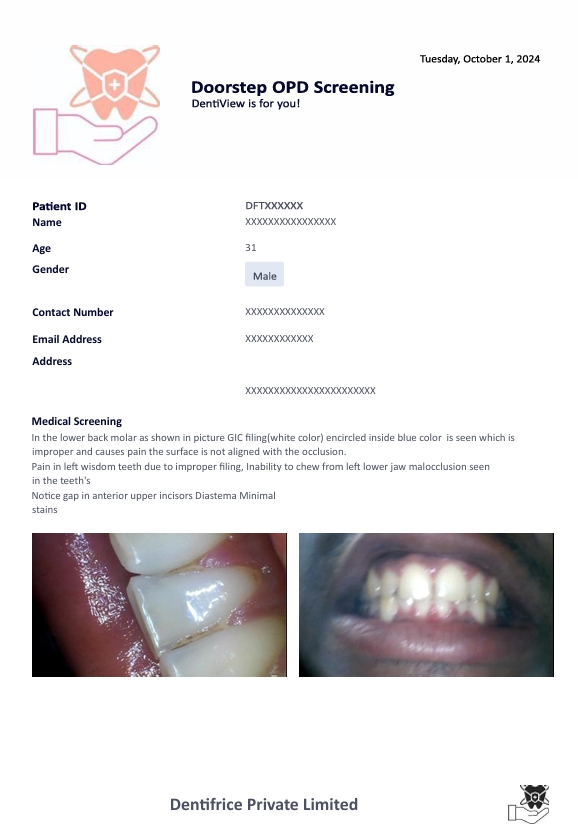 Tuesday, October 1, 2024
Doorstep OPD Screening
DentiView is for you!
Patient ID DFTXXXXXX
Name XXXXXXXXXXXXXXXX
Age 31
Gender Male
Contact Number XXXXXXXXXXXXXX
Email Address XXXXXXXXXXXX
Address
XXXXXXXXXXXXXXXXXXXXXXX
Medical Screening
In the lower back molar as shown in picture GIC filing(white color) encircled inside blue color is seen which is
improper and causes pain the surface is not aligned with the occlusion.
Pain in left wisdom teeth due to improper filing, Inability to chew from left lower jaw malocclusion seen
in the teeth's
Notice gap in anterior upper incisors Diastema Minimal
stains
Dentifrice Private Limited